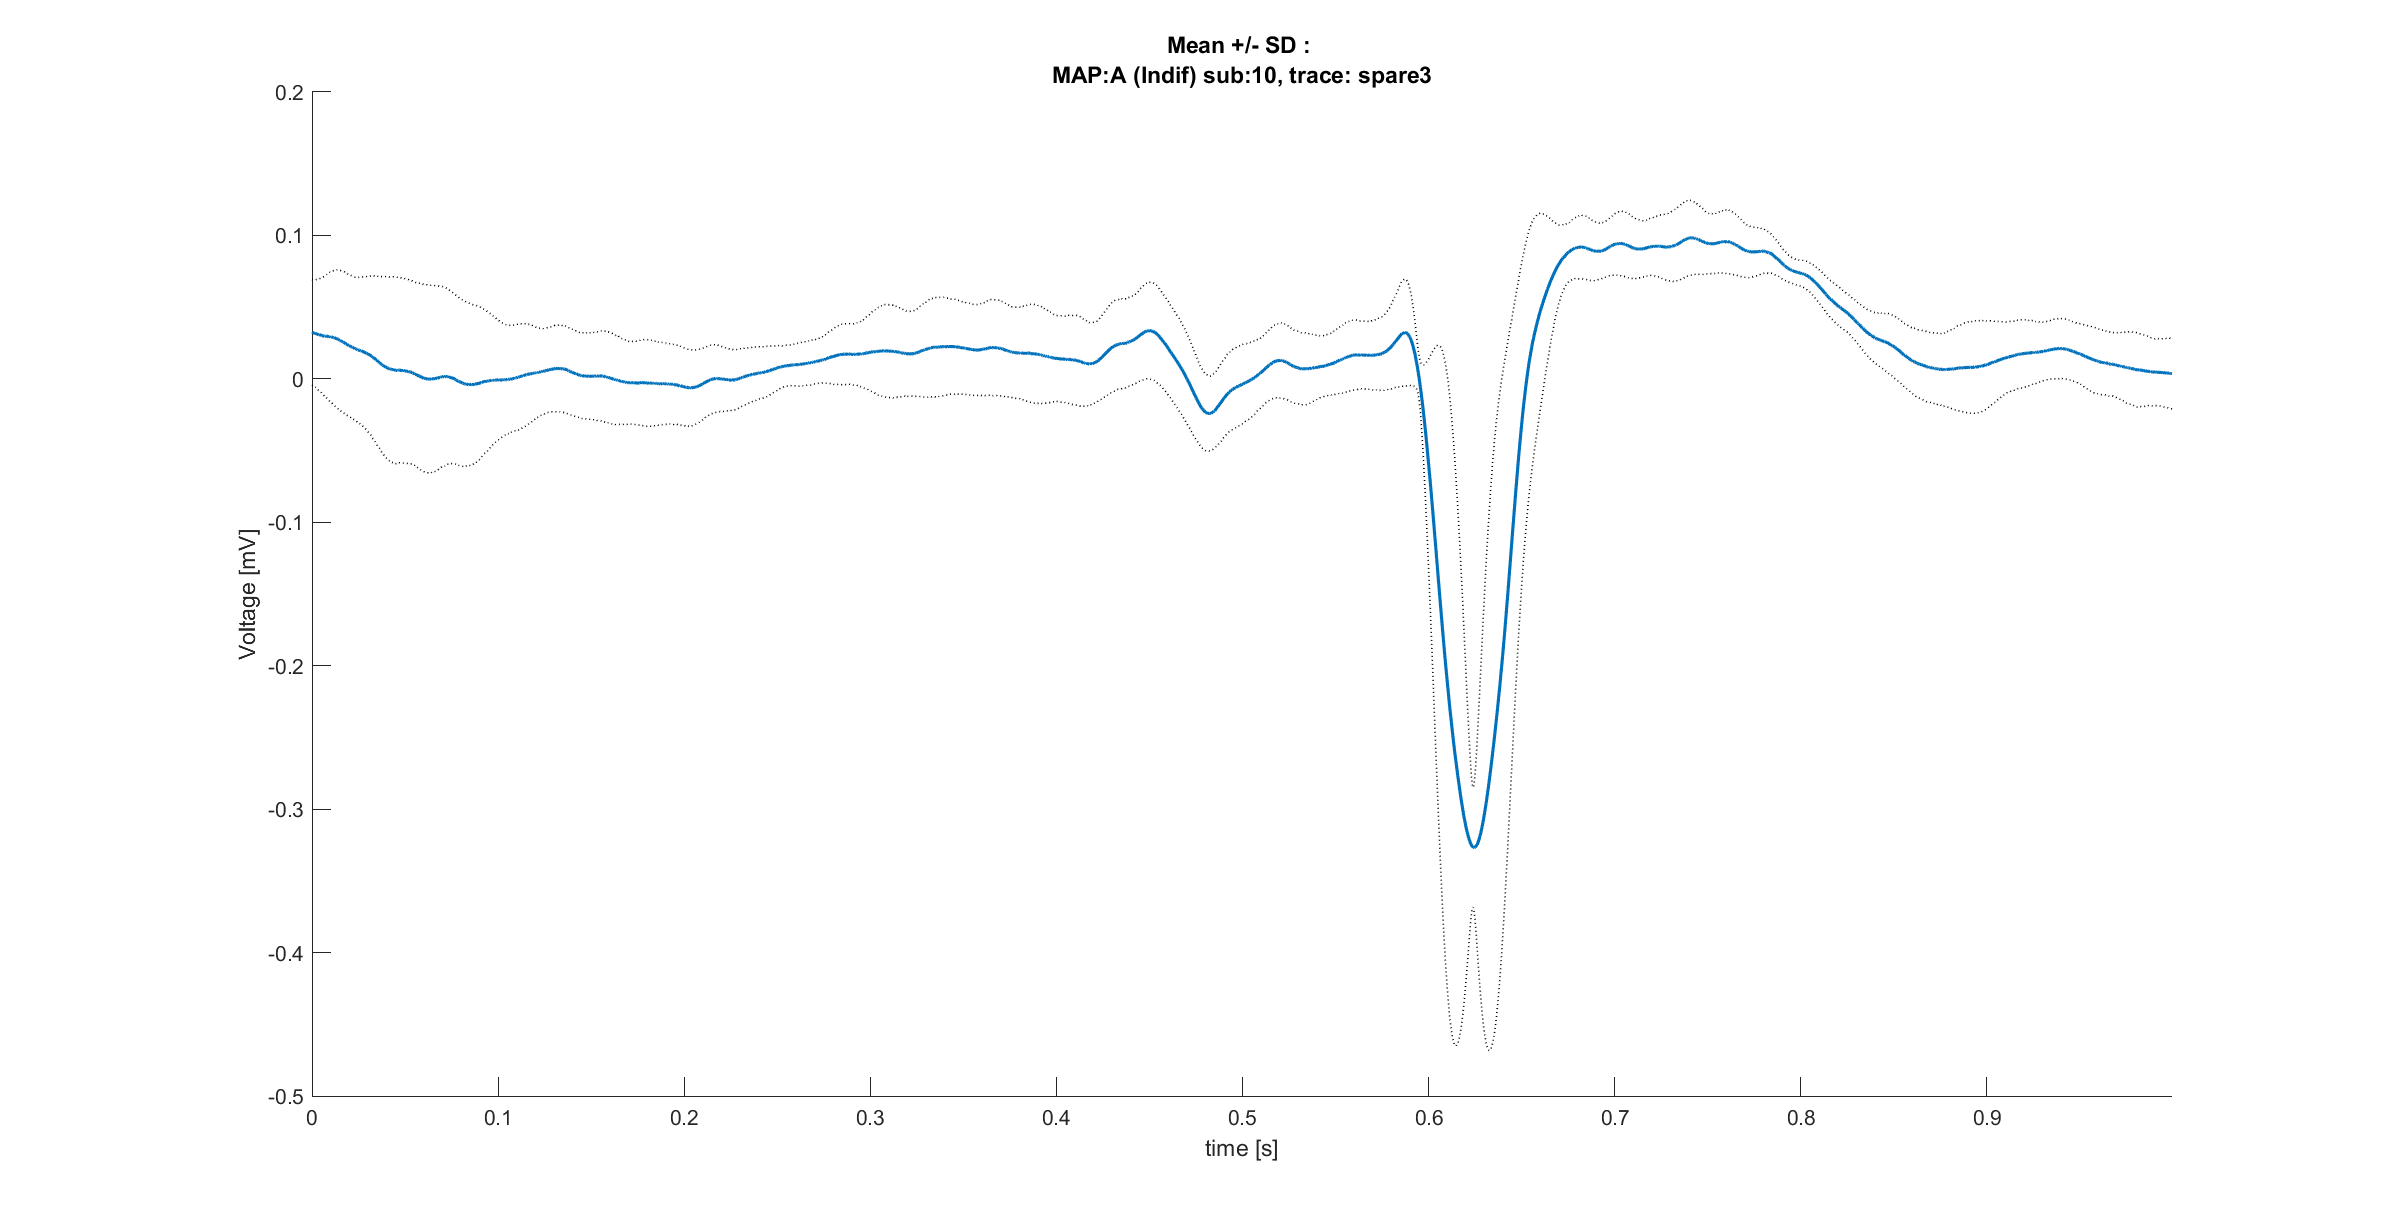 Mean +/- SD :
MAP:A (Indif) sub:10, trace: spare3
0.2
0.1
0
-0.1
-0.2
-0.3
-0.4
-0.5
Voltage [mV]
0 0.1 0.2 0.3 0.4 0.5 0.6 0.7 0.8 0.9
time [s]